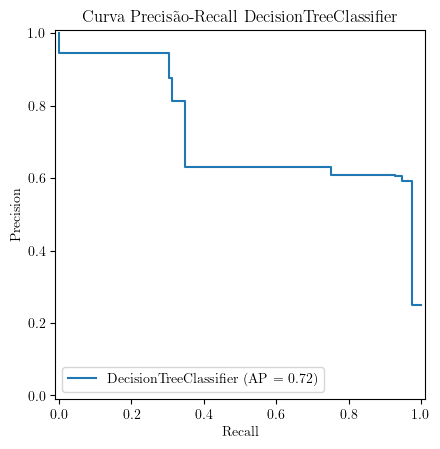 Curva Precisão-Recall DecisionTreeClassifier
1.0
0.8
0.6
0.4
0.2
0.0
Precision
DecisionTreeClassifier (AP = 0.72)
0.0 0.2 0.4 0.6 0.8 1.0
Recall